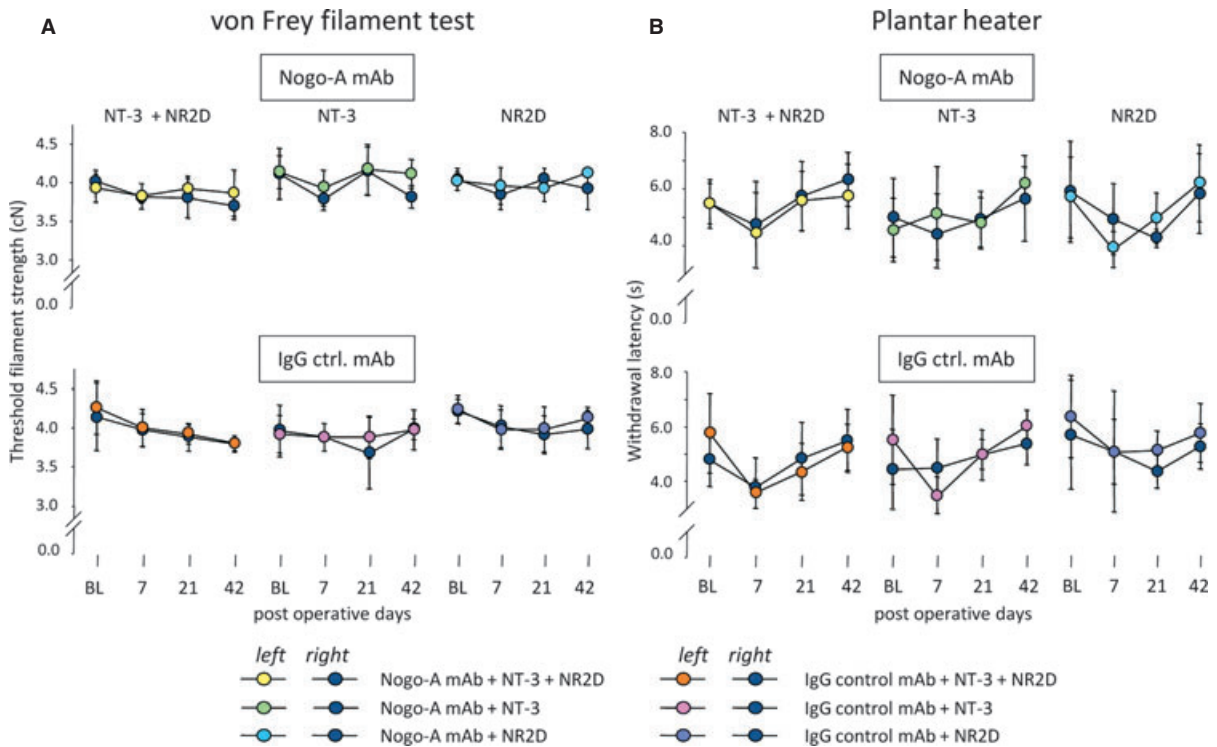 A
von Frey filament test
Nogo-A mAb
NT-3 + NR2D
NT-3
NR2D
4.5
4.0
3.5
3.0
0.0
IgG ctrl. mAb
4.5
4.0
3.5
3.0
0.0
Threshold filament strength (cN)
BL 7 21 42 BL 7 21 42 BL 7 21 42
post operative days
B
Plantar heater
Nogo-A mAb
NT-3 + NR2D
NT-3
NR2D
8.0
6.0
4.0
0.0
IgG ctrl. mAb
8.0
6.0
4.0
0.0
Withdrawal latency (s)
BL 7 21 42 BL 7 21 42 BL 7 21 42
post operative days
left right
Nogo-A mAb + NT-3 + NR2D
Nogo-A mAb + NT-3
Nogo-A mAb + NR2D
left right
IgG control mAb + NT-3 + NR2D
IgG control mAb + NT-3
IgG control mAb + NR2D